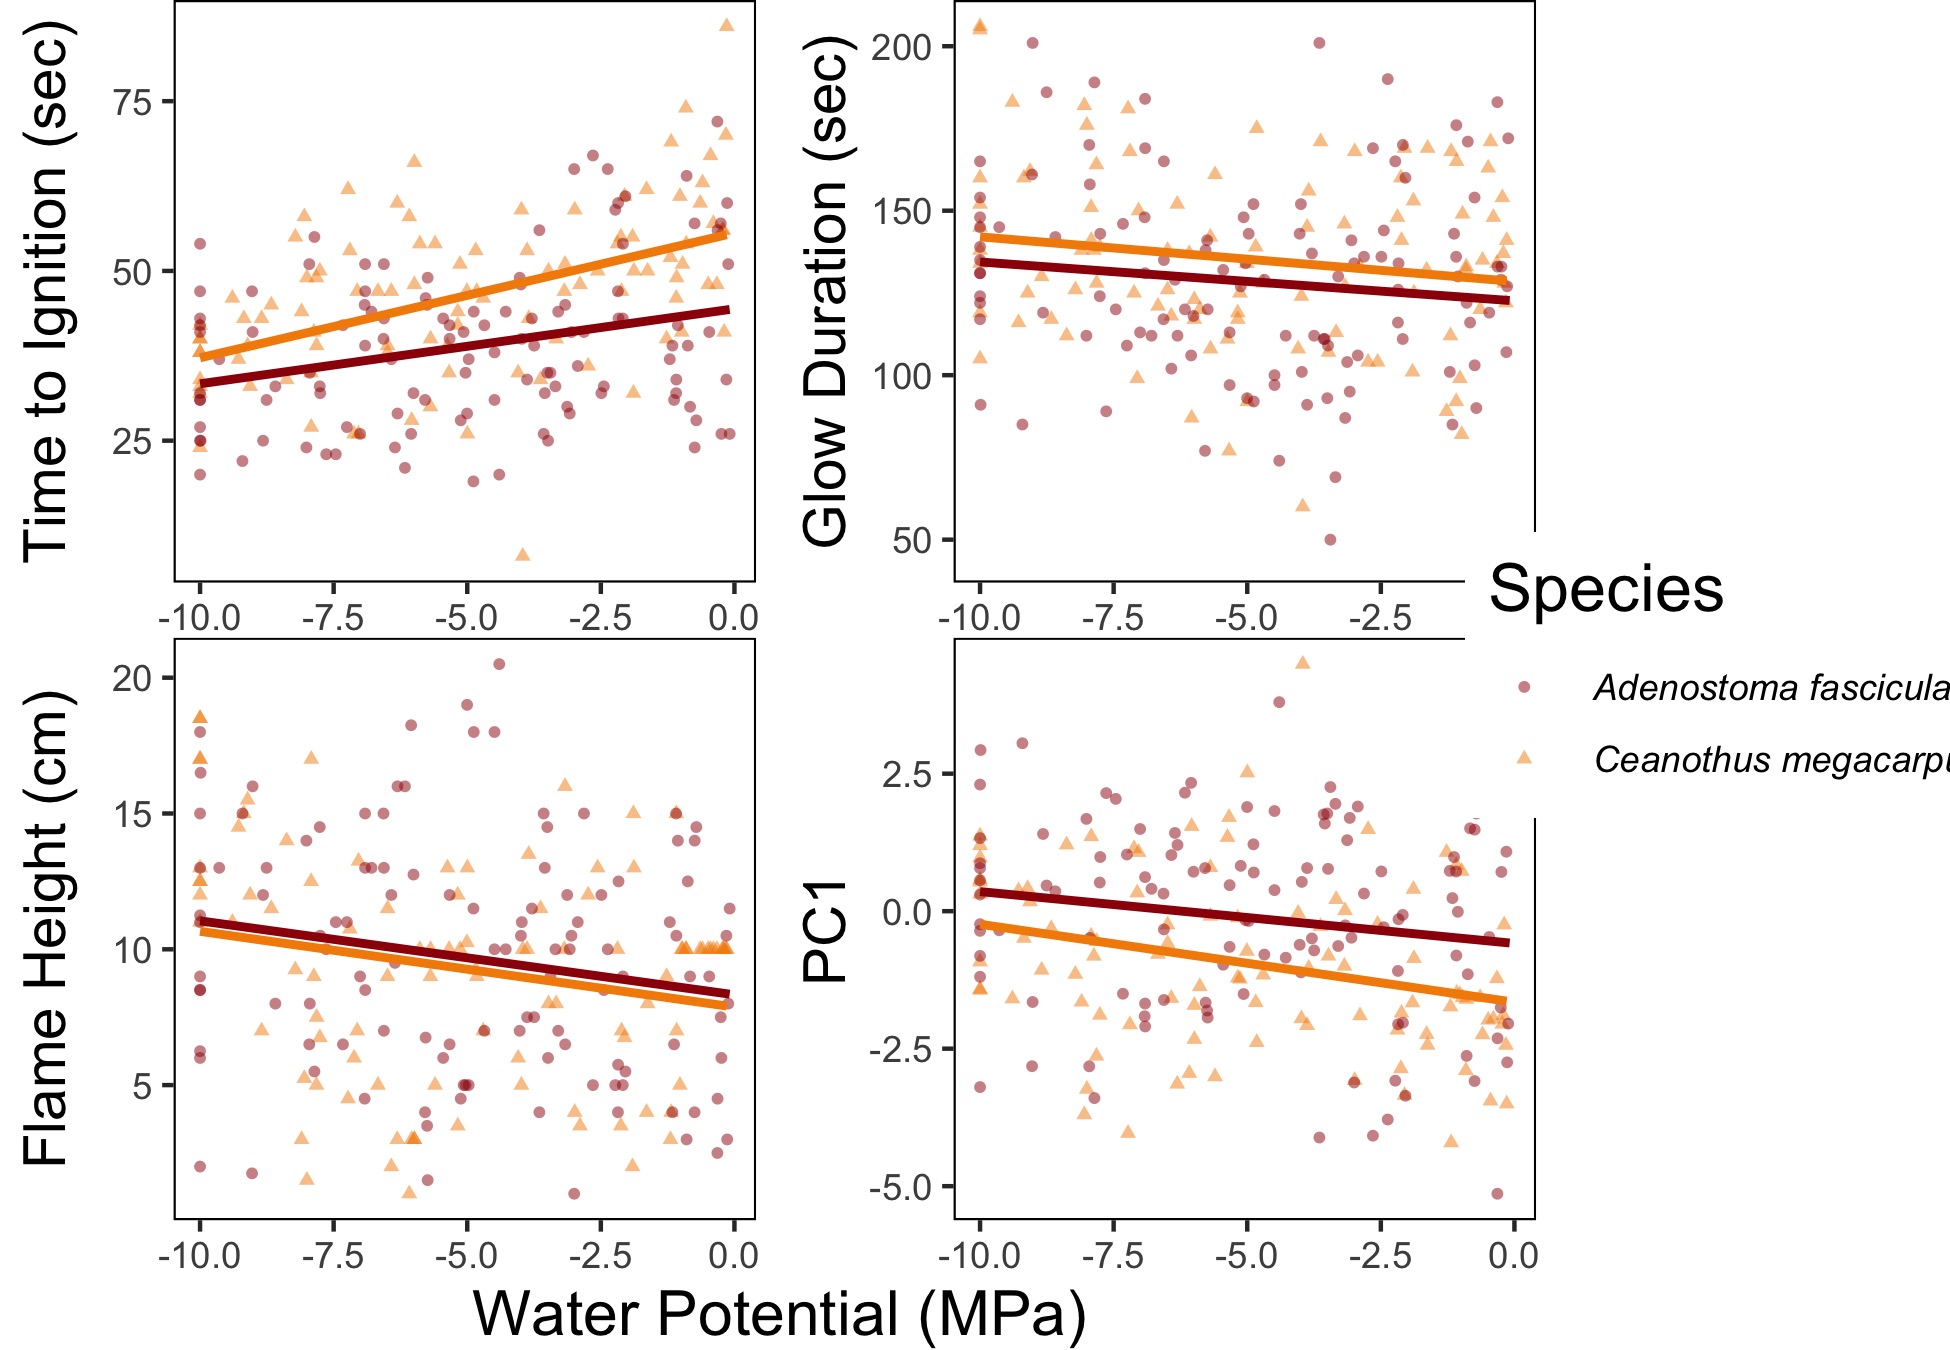 Time to Ignition (sec)
75
50
25
-10.0 -7.5 -5.0 -2.5 0.0
Glow Duration (sec)
200
150
100
50
-10.0 -7.5 -5.0 -2.5
Species
Adenostoma fascicula
Ceanothus megacarpu
Flame Height (cm)
20
15
10
5
-10.0 -7.5 -5.0 -2.5 0.0
PC1
2.5
0.0
-2.5
-5.0
-10.0 -7.5 -5.0 -2.5 0.0
Water Potential (MPa)